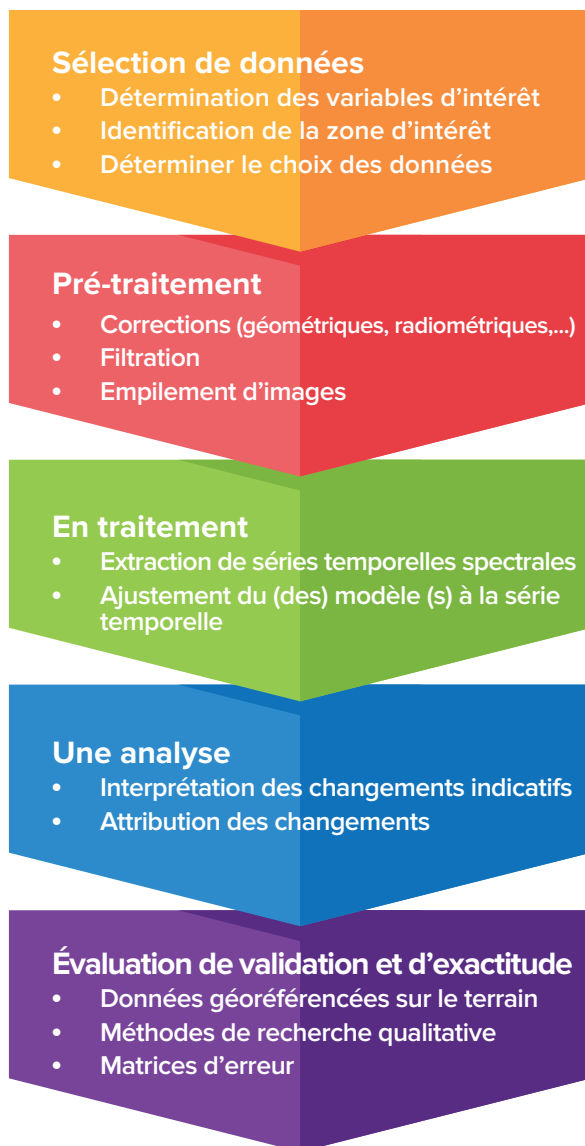 Sélection de données
• Détermination des variables d’intérêt
• Identification de la zone d’intérêt
• Déterminer le choix des données
Pré-traitement
• Corrections (géométriques, radiométriques,...)
• Filtration
• Empilement d’images
En traitement
• Extraction de séries temporelles spectrales
• Ajustement du (des) modèle (s) à la série
temporelle
Une analyse
• Interprétation des changements indicatifs
• Attribution des changements
Évaluation de validation et d’exactitude
• Données géoréférencées sur le terrain
• Méthodes de recherche qualitative
• Matrices d’erreur